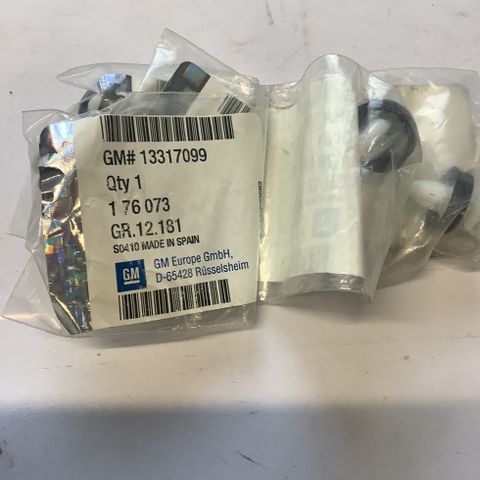 GM# 13317099
Qty 1
1 76 073
GR.12.181
S0410 MADE IN SPAIN
GM
GM Europe GmbH,
D-65428 Rüsselsheim
GM